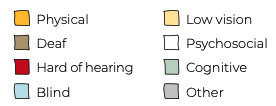 Physical
Deaf
Hard of hearing
Blind
Low vision
Psychosocial
Cognitive
Other